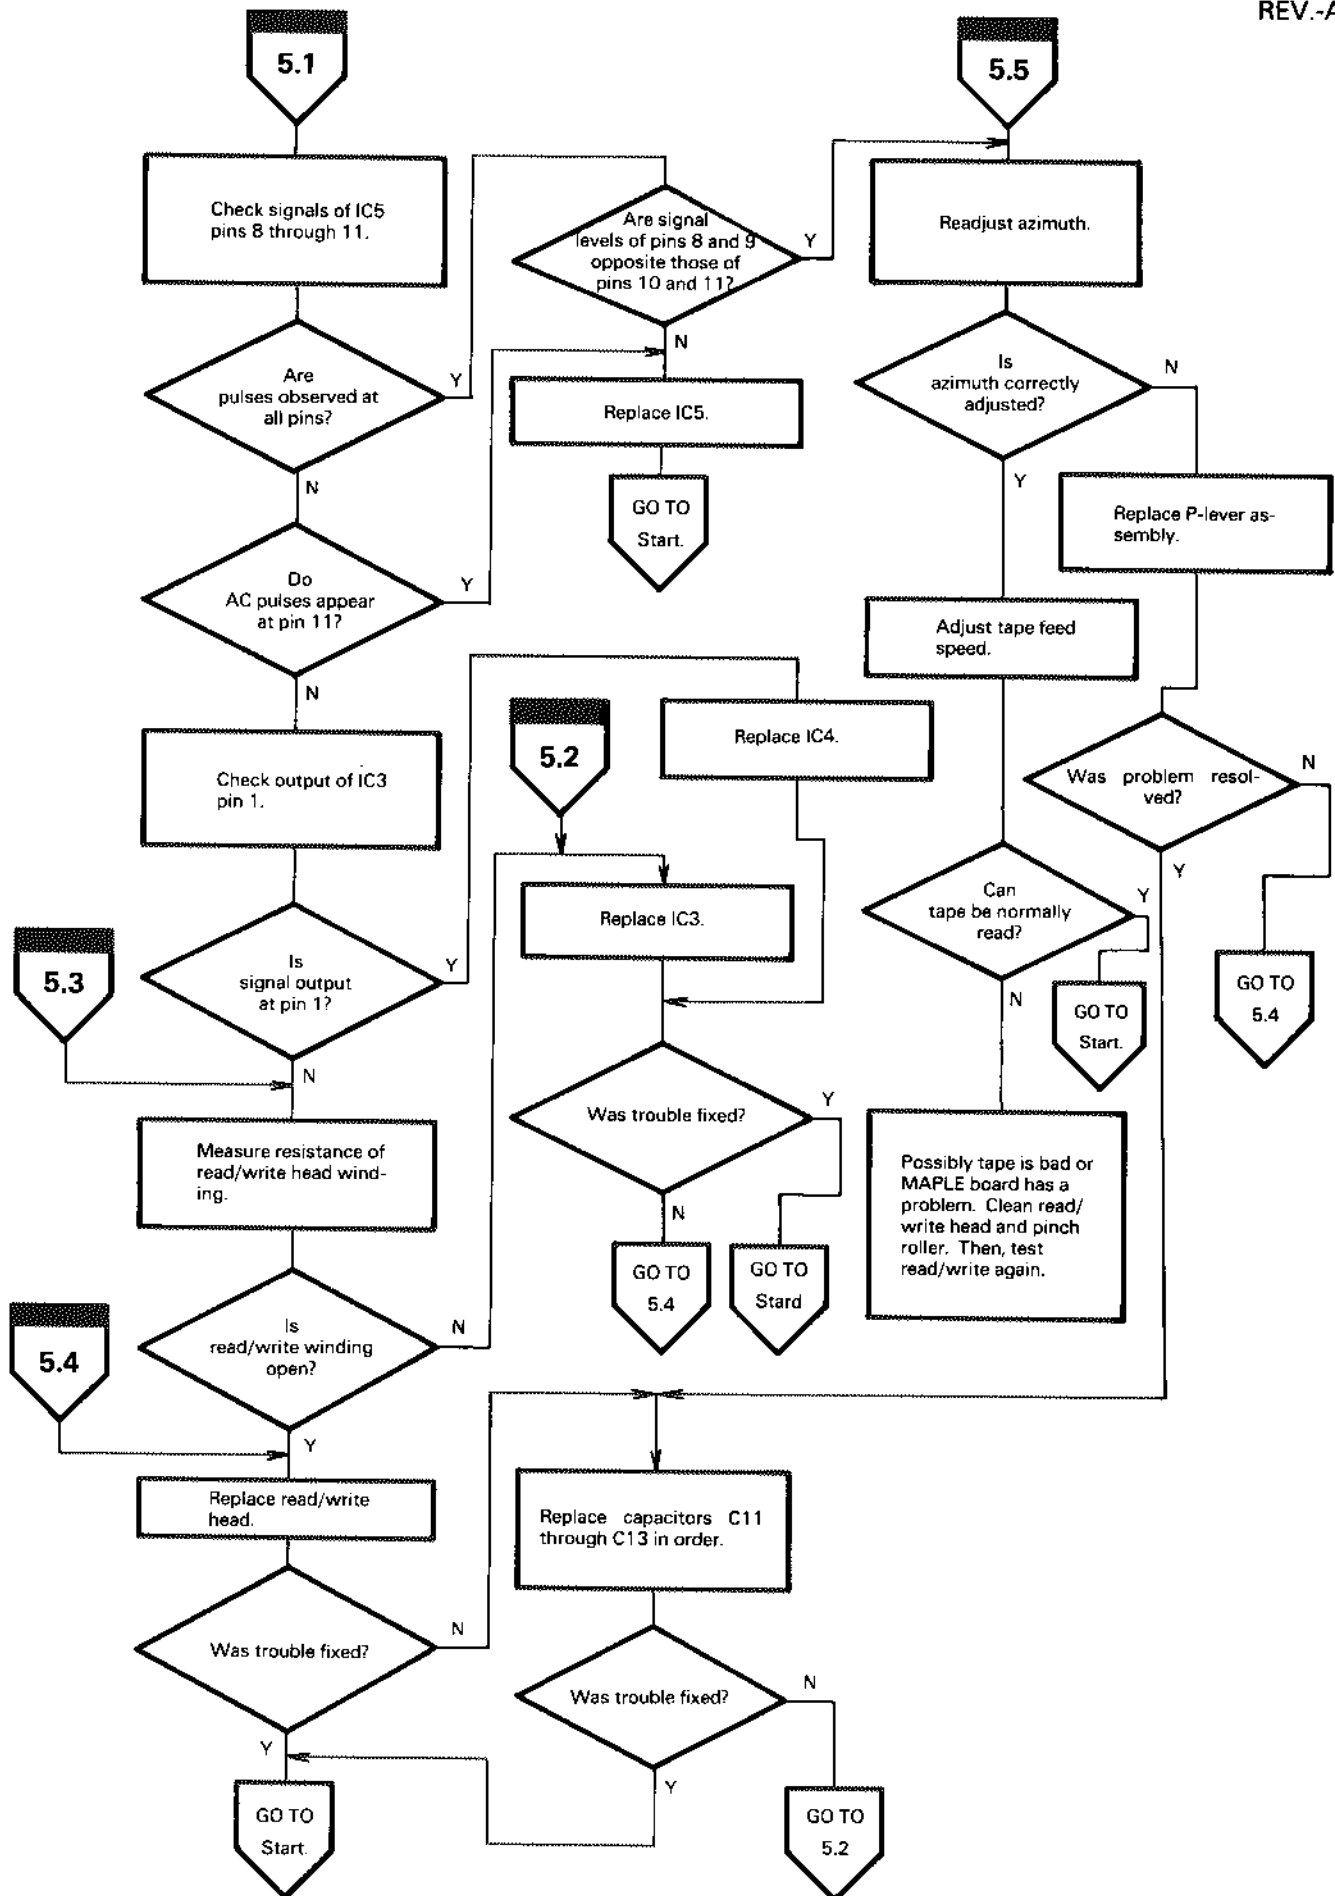 REV.-A
5.1
Check signals of IC5
pins 8 through 11.
Are
pulses observed at
all pins?
Y
N
Do
AC pulses appear
at pin 11?
Y
N
Check output of IC3
pin 1.
Is
signal output
at pin 1?
Y
N
5.3
Measure resistance of
read/write head wind-
ing.
Is
read/write winding
open?
N
Y
5.4
Replace read/write
head.
Was trouble fixed?
N
Y
GO TO
Start.
Are signal
levels of pins 8 and 9
opposite those of
pins 10 and 11?
Y
N
Replace IC5.
GO TO
Start.
5.2
Replace IC4.
Replace IC3.
Was trouble fixed?
Y
N
GO TO
5.4
GO TO
Stard
Replace capacitors C11
through C13 in order.
Was trouble fixed?
N
Y
GO TO
5.2
5.5
Readjust azimuth.
Is
azimuth correctly
adjusted?
N
Y
Replace P-lever as-
sembly.
Adjust tape feed
speed.
Was problem resol-
ved?
N
Y
Can
tape be normally
read?
Y
N
GO TO
Start.
GO TO
5.4
Possibly tape is bad or
MAPLE board has a
problem. Clean read/
write head and pinch
roller. Then, test
read/write again.